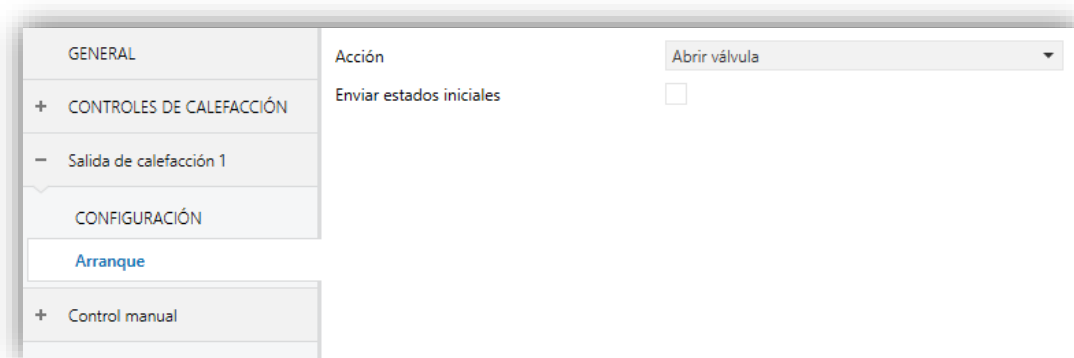 GENERAL
+ CONTROLES DE CALEFACCIÓN
− Salida de calefacción 1
CONFIGURACIÓN
Arranque
+ Control manual
Acción Abrir válvula
Enviar estados iniciales